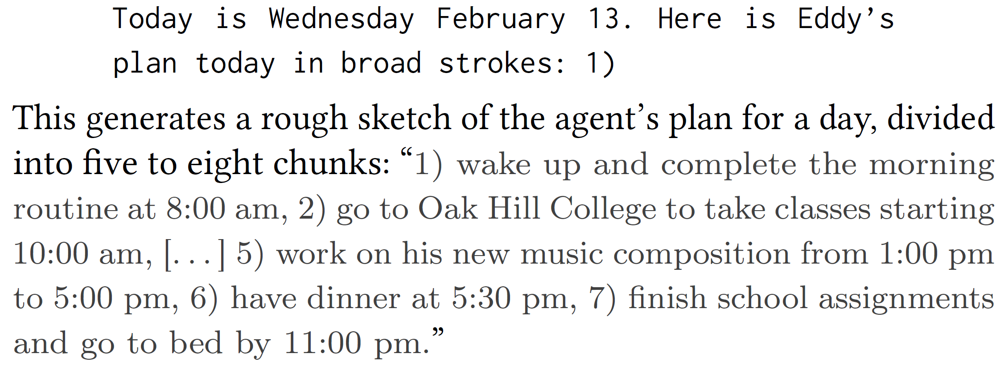 Today is Wednesday February 13. Here is Eddy’s
plan today in broad strokes: 1)
This generates a rough sketch of the agent’s plan for a day, divided
into five to eight chunks: “1) wake up and complete the morning
routine at 8:00 am, 2) go to Oak Hill College to take classes starting
10:00 am, [. . . ] 5) work on his new music composition from 1:00 pm
to 5:00 pm, 6) have dinner at 5:30 pm, 7) finish school assignments
and go to bed by 11:00 pm.”